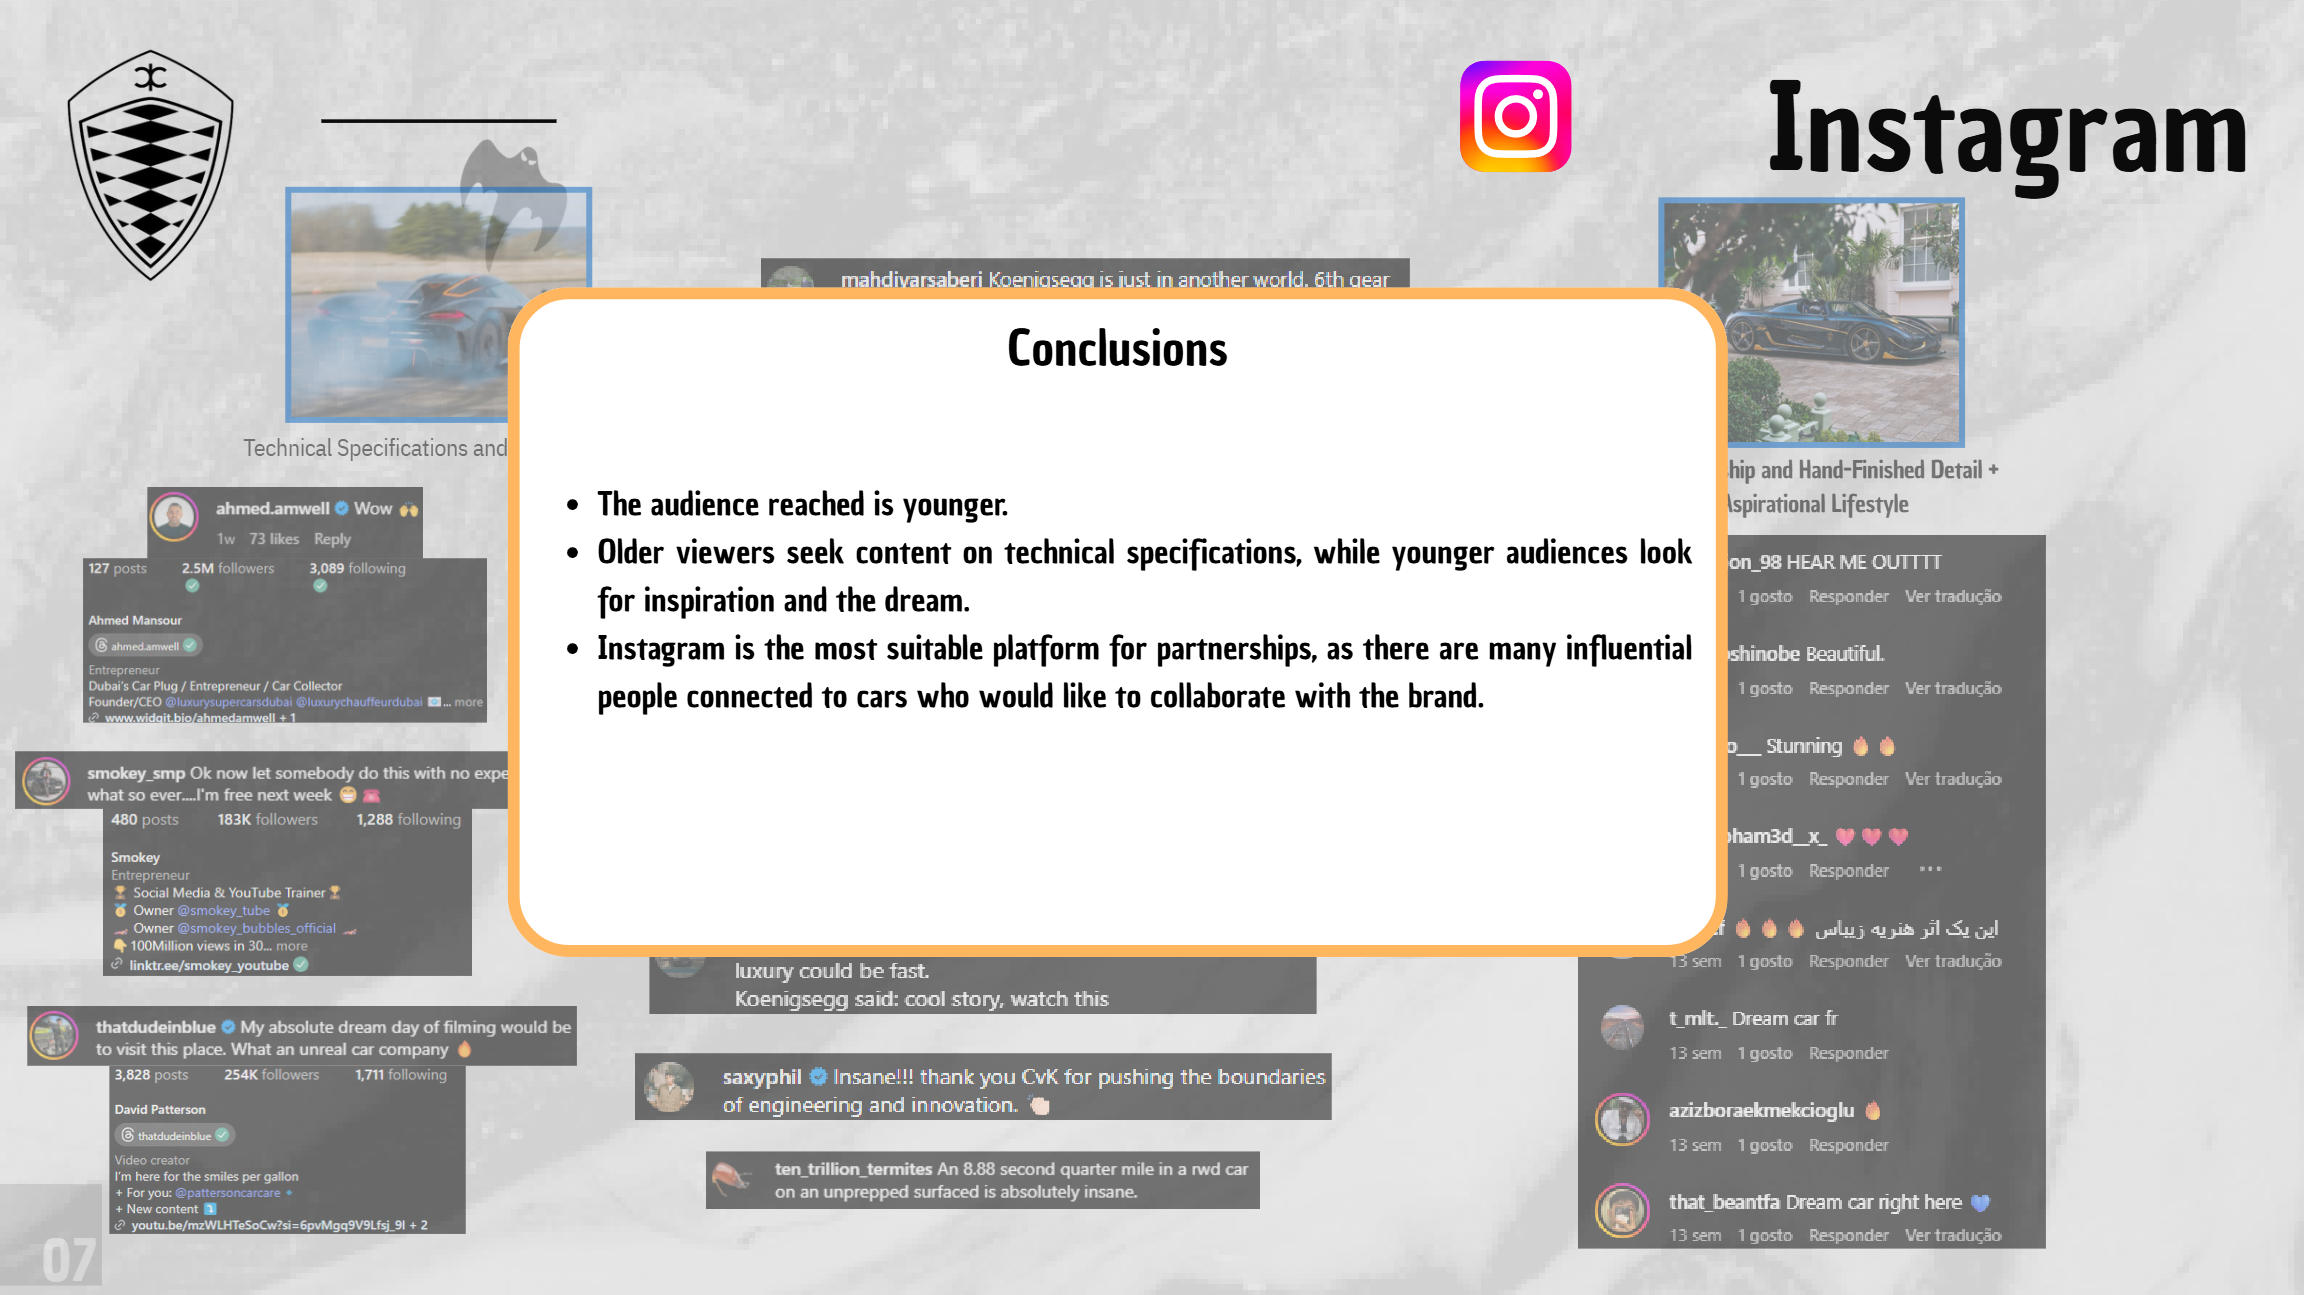 Instagram
mahdiyarsaberi Koenigsegg is just in another world. 6th gear
Technical Specifications and
ahmed.amwell Wow 🙌
1w 73 likes Reply
127 posts 2.5M followers 3,089 following
Ahmed Mansour
ahmed.amwell
Entrepreneur
Dubai's Car Plug / Entrepreneur / Car Collector
Founder/CEO @luxurysupercarsdubai @luxurychauffeurdubai 📧... more
www.widgit.bio/ahmedamwell + 1
smokey_smp Ok now let somebody do this with no expe
what so ever....I'm free next week 😁 ☎️
480 posts 183K followers 1,288 following
Smokey
Entrepreneur
🏆 Social Media & YouTube Trainer 🏆
🥇 Owner @smokey_tube 🥇
Owner @smokey_bubbles_official
👇 100Million views in 30... more
linktr.ee/smokey_youtube
thatdudeinblue My absolute dream day of filming would be
to visit this place. What an unreal car company 🔥
3,828 posts 254K followers 1,711 following
David Patterson
thatdudeinblue
Video creator
I'm here for the smiles per gallon
+ For you: @pattersoncarcare 🔹
+ New content ⤵️
youtu.be/mzWLHTeSoCw?si=6pvMgq9V9Lfsj_9I + 2
Conclusions
• The audience reached is younger.
• Older viewers seek content on technical specifications, while younger audiences look
for inspiration and the dream.
• Instagram is the most suitable platform for partnerships, as there are many influential
people connected to cars who would like to collaborate with the brand.
luxury could be fast.
Koenigsegg said: cool story, watch this
saxyphil Insane!!! thank you CvK for pushing the boundaries
of engineering and innovation. 👏🏻
ten_trillion_termites An 8.88 second quarter mile in a rwd car
on an unprepped surfaced is absolutely insane.
hip and Hand-Finished Detail +
Aspirational Lifestyle
on_98 HEAR ME OUTTTT
1 gosto Responder Ver tradução
shinobe Beautiful.
1 gosto Responder Ver tradução
o__ Stunning 🔥 🔥
1 gosto Responder Ver tradução
ham3d__x_ 💗 💗 💗
1 gosto Responder ...
f 🔥 🔥 🔥 این یک اثر هنریه زیباس
13 sem 1 gosto Responder Ver tradução
t_mlt._ Dream car fr
13 sem 1 gosto Responder
azizboraekmekcioglu 🔥
13 sem 1 gosto Responder
that_beantfa Dream car right here 💙
13 sem 1 gosto Responder Ver tradução
07